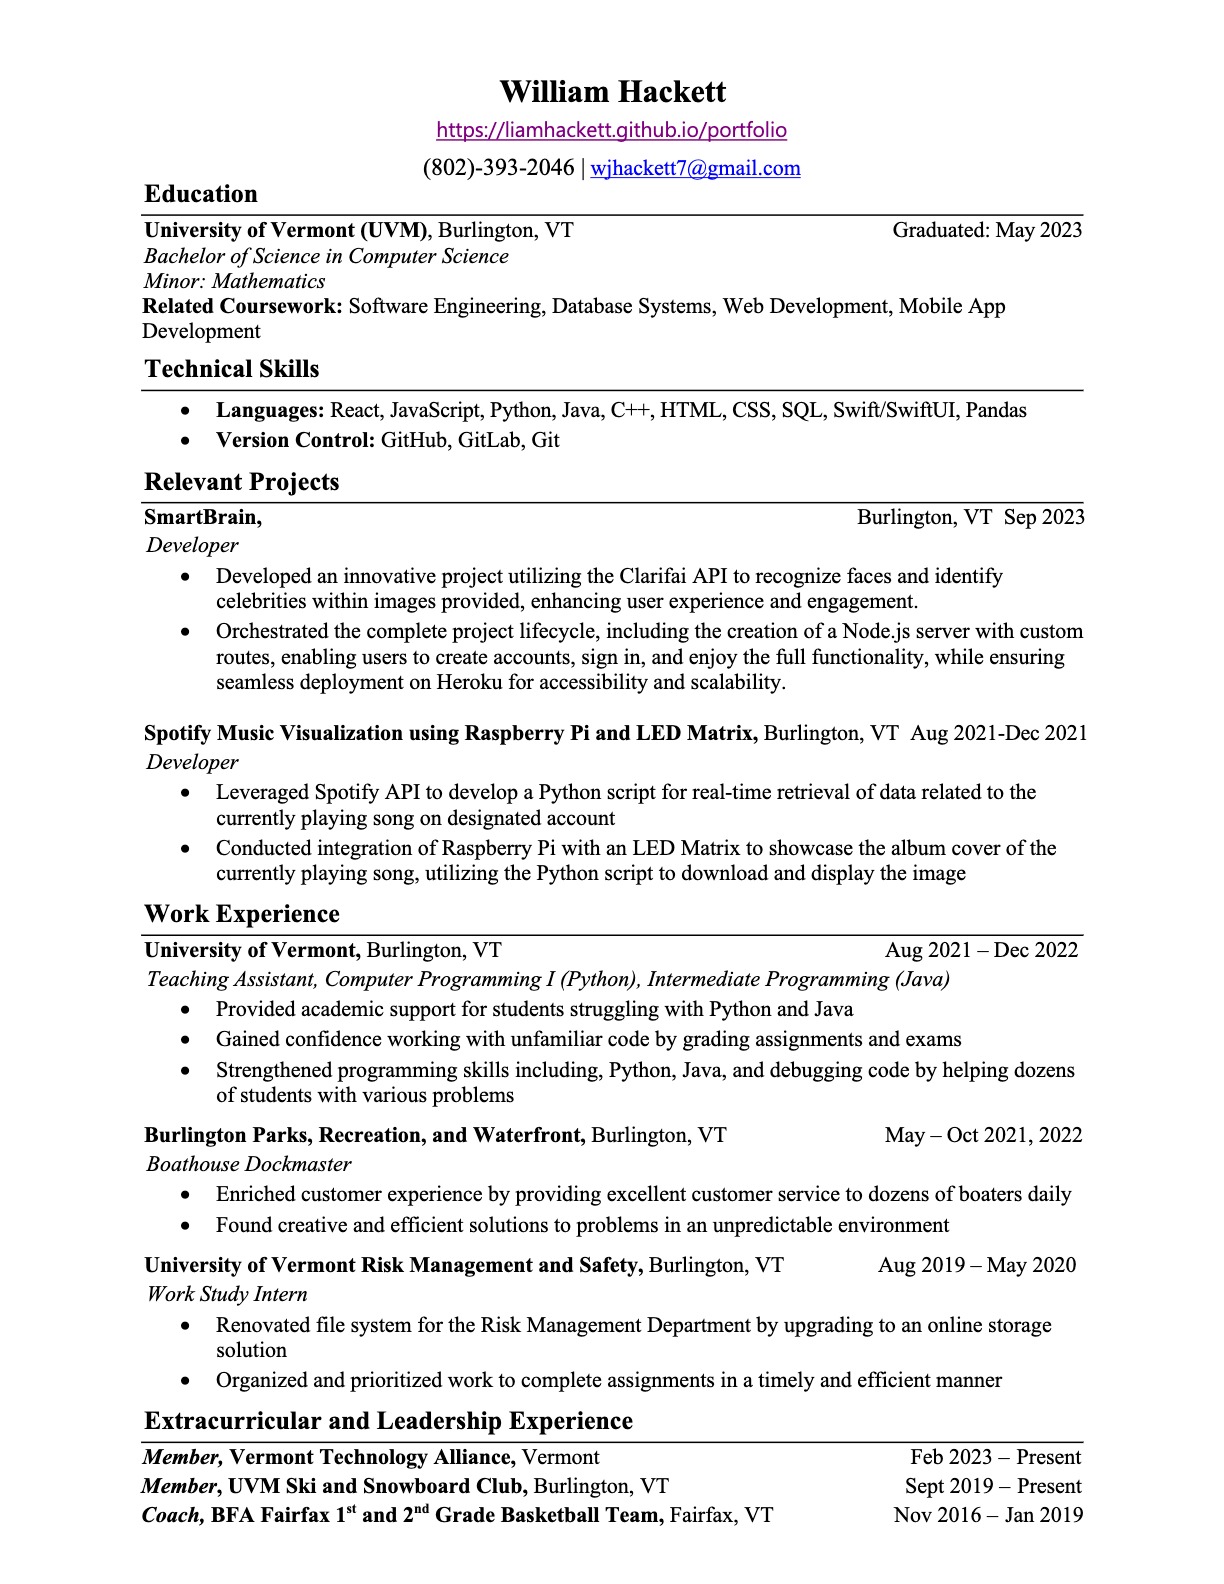 William Hackett
https://liamhackett.github.io/portfolio
(802)-393-2046 | wjhackett7@gmail.com
Education
University of Vermont (UVM), Burlington, VT Graduated: May 2023
Bachelor of Science in Computer Science
Minor: Mathematics
Related Coursework: Software Engineering, Database Systems, Web Development, Mobile App
Development
Technical Skills
• Languages: React, JavaScript, Python, Java, C++, HTML, CSS, SQL, Swift/SwiftUI, Pandas
• Version Control: GitHub, GitLab, Git
Relevant Projects
SmartBrain, Burlington, VT Sep 2023
Developer
• Developed an innovative project utilizing the Clarifai API to recognize faces and identify
celebrities within images provided, enhancing user experience and engagement.
• Orchestrated the complete project lifecycle, including the creation of a Node.js server with custom
routes, enabling users to create accounts, sign in, and enjoy the full functionality, while ensuring
seamless deployment on Heroku for accessibility and scalability.
Spotify Music Visualization using Raspberry Pi and LED Matrix, Burlington, VT Aug 2021-Dec 2021
Developer
• Leveraged Spotify API to develop a Python script for real-time retrieval of data related to the
currently playing song on designated account
• Conducted integration of Raspberry Pi with an LED Matrix to showcase the album cover of the
currently playing song, utilizing the Python script to download and display the image
Work Experience
University of Vermont, Burlington, VT Aug 2021 – Dec 2022
Teaching Assistant, Computer Programming I (Python), Intermediate Programming (Java)
• Provided academic support for students struggling with Python and Java
• Gained confidence working with unfamiliar code by grading assignments and exams
• Strengthened programming skills including, Python, Java, and debugging code by helping dozens
of students with various problems
Burlington Parks, Recreation, and Waterfront, Burlington, VT May – Oct 2021, 2022
Boathouse Dockmaster
• Enriched customer experience by providing excellent customer service to dozens of boaters daily
• Found creative and efficient solutions to problems in an unpredictable environment
University of Vermont Risk Management and Safety, Burlington, VT Aug 2019 – May 2020
Work Study Intern
• Renovated file system for the Risk Management Department by upgrading to an online storage
solution
• Organized and prioritized work to complete assignments in a timely and efficient manner
Extracurricular and Leadership Experience
Member, Vermont Technology Alliance, Vermont Feb 2023 – Present
Member, UVM Ski and Snowboard Club, Burlington, VT Sept 2019 – Present
Coach, BFA Fairfax 1st and 2nd Grade Basketball Team, Fairfax, VT Nov 2016 – Jan 2019